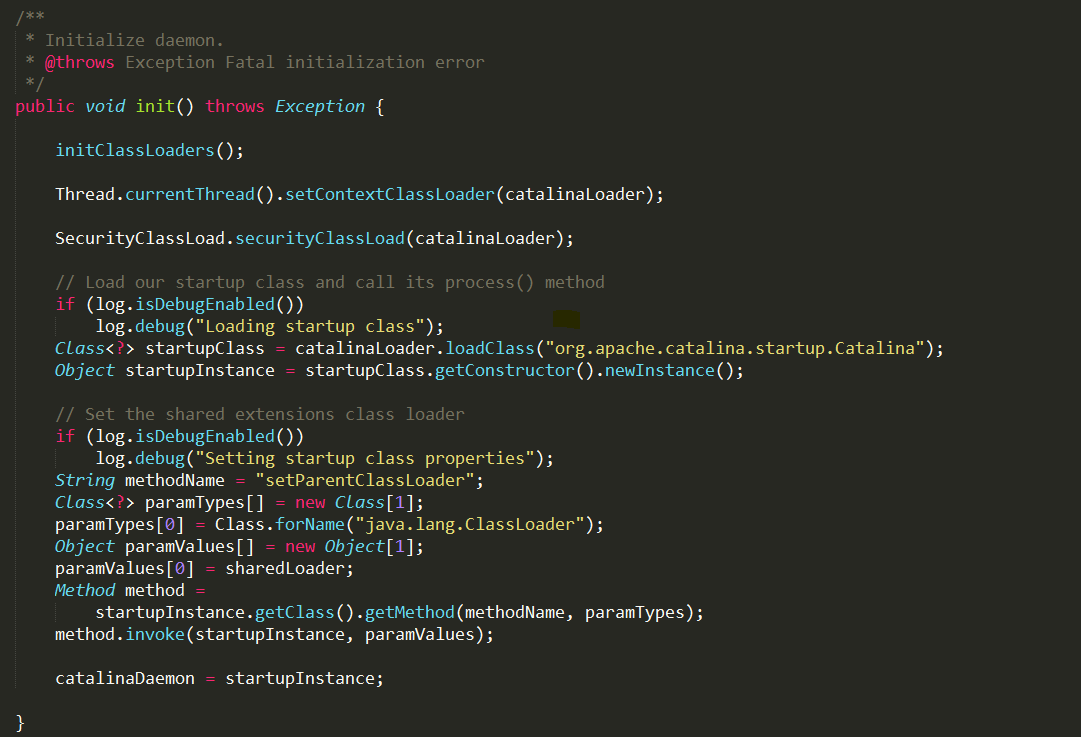 /**
 * Initialize daemon.
 * @throws Exception Fatal initialization error
 */
public void init() throws Exception {
initClassLoaders();
Thread.currentThread().setContextClassLoader(catalinaLoader);
SecurityClassLoad.securityClassLoad(catalinaLoader);
// Load our startup class and call its process() method
if (log.isDebugEnabled())
log.debug("Loading startup class");
Class<?> startupClass = catalinaLoader.loadClass("org.apache.catalina.startup.Catalina");
Object startupInstance = startupClass.getConstructor().newInstance();
// Set the shared extensions class loader
if (log.isDebugEnabled())
log.debug("Setting startup class properties");
String methodName = "setParentClassLoader";
Class<?> paramTypes[] = new Class[1];
paramTypes[0] = Class.forName("java.lang.ClassLoader");
Object paramValues[] = new Object[1];
paramValues[0] = sharedLoader;
Method method =
startupInstance.getClass().getMethod(methodName, paramTypes);
method.invoke(startupInstance, paramValues);
catalinaDaemon = startupInstance;
}